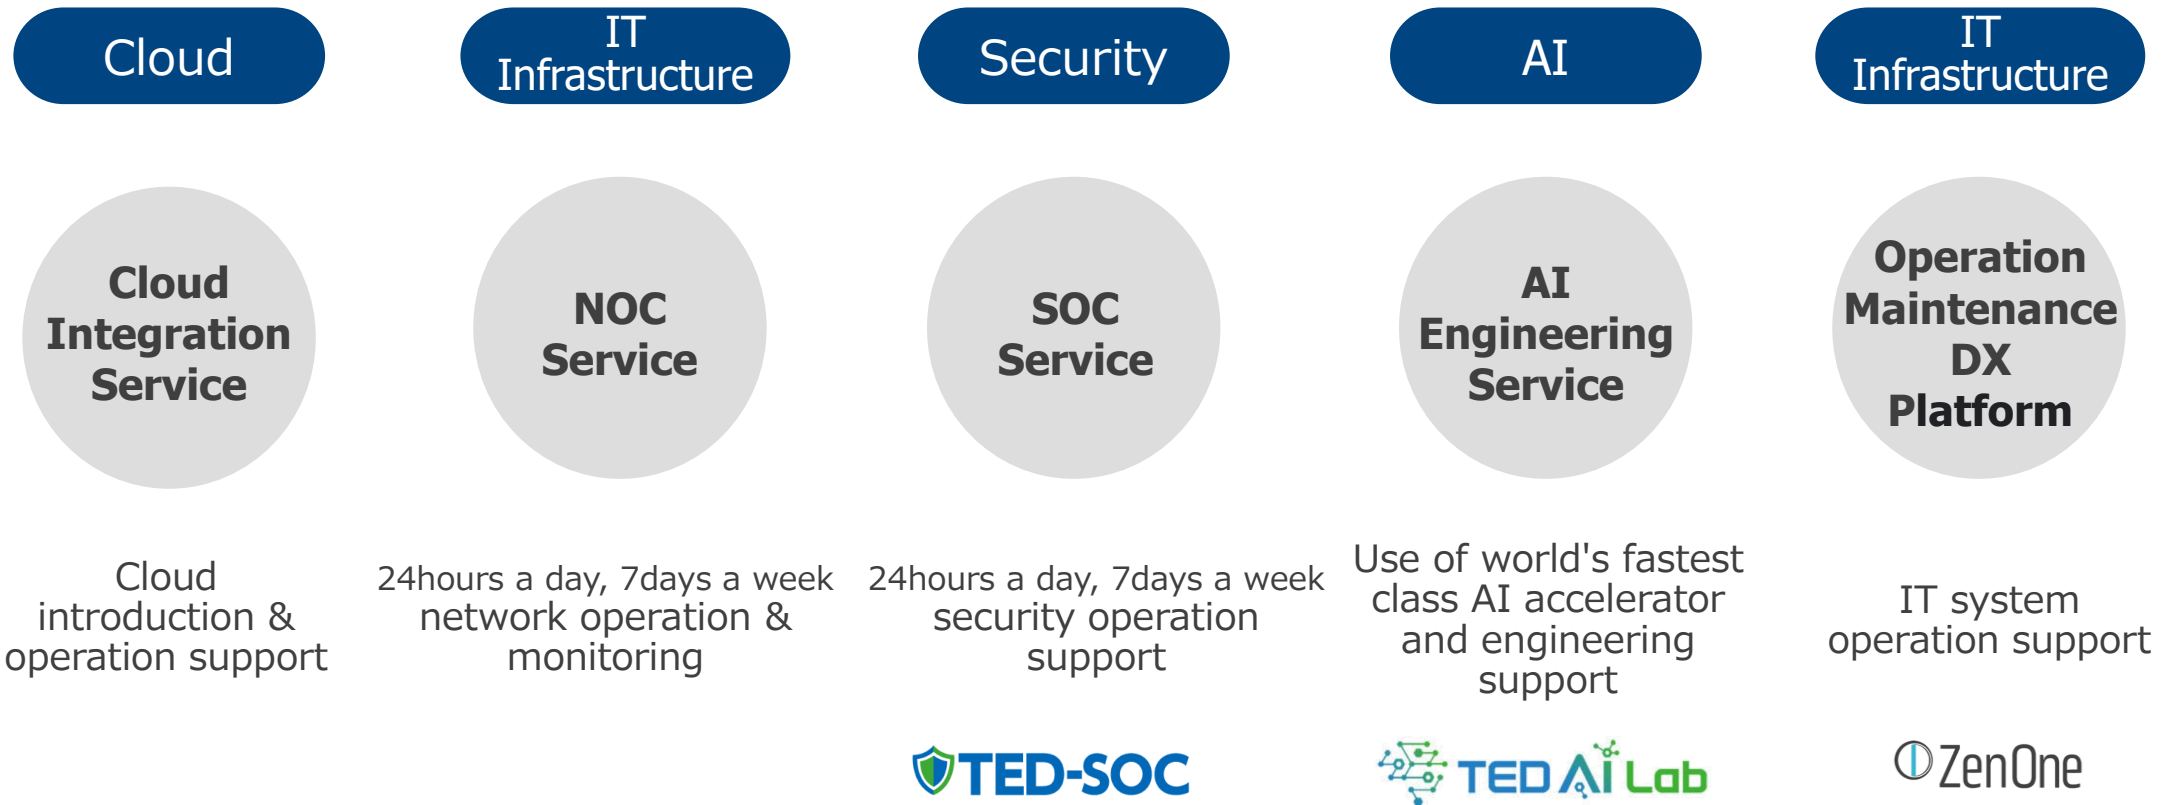 Cloud
IT
Infrastructure
Security
AI
IT
Infrastructure
Cloud
Integration
Service
NOC
Service
SOC
Service
AI
Engineering
Service
Operation
Maintenance
DX
Platform
Cloud
introduction &
operation support
24hours a day, 7days a week
network operation &
monitoring
24hours a day, 7days a week
security operation
support
Use of world's fastest
class AI accelerator
and engineering
support
IT system
operation support
TED-SOC
TED AI Lab
ZenOne